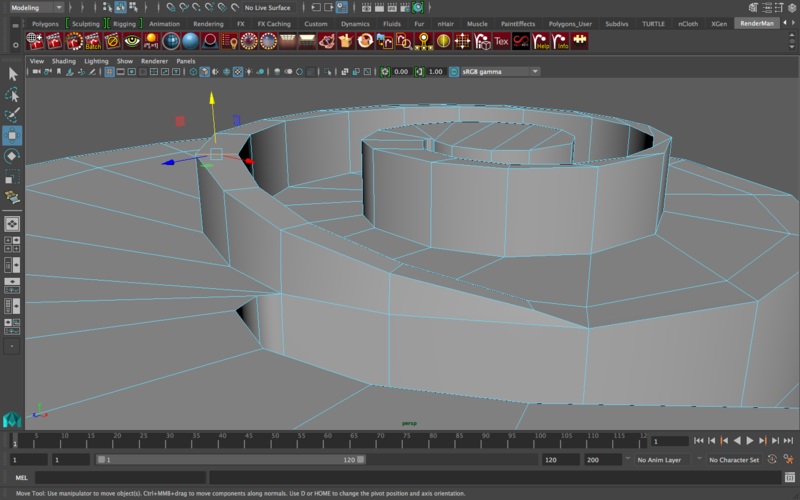 Modeling No Live Surface
Polygons Sculpting Rigging Animation Rendering FX FX Caching Custom Dynamics Fluids Fur nHair Muscle PaintEffects Polygons_User Subdivs TURTLE nCloth XGen RenderMan
Batch Tex Help Info
View Shading Lighting Show Renderer Panels
0.00 1.00 sRGB gamma
persp
1 5 10 15 20 25 30 35 40 45 50 55 60 65 70 75 80 85 90 95 100 105 110 115 12 1
1 1 1 120 120 200 No Anim Layer No Character Set
MEL
Move Tool: Use manipulator to move object(s). Ctrl+MMB+drag to move components along normals. Use D or HOME to change the pivot position and axis orientation.